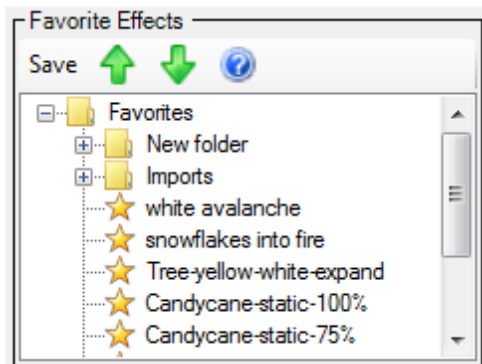 Favorite Effects
Save
Favorites
New folder
Imports
white avalanche
snowflakes into fire
Tree-yellow-white-expand
Candycane-static-100%
Candycane-static-75%